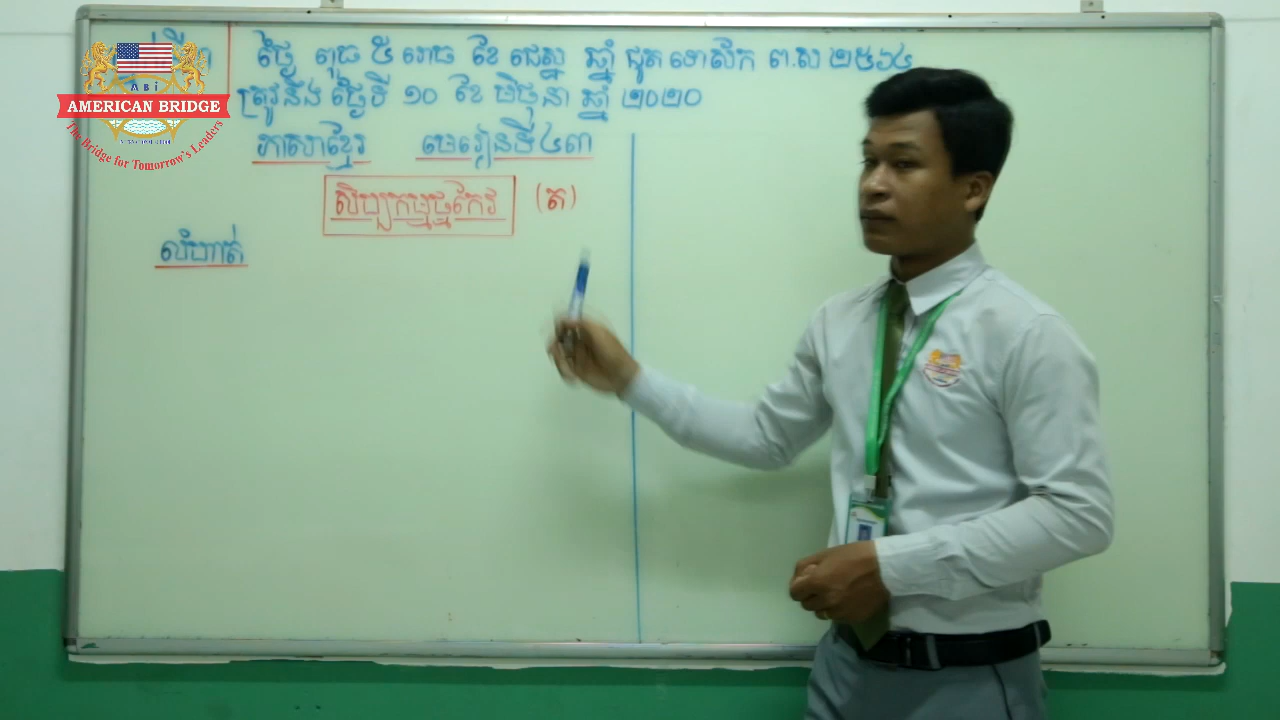 ថ្ងៃ ពុធ ៥ រោច ខែ ជេស្ឋ ឆ្នាំ ជូត ទោស័ក ព.ស ២៥៦៤
ត្រូវនឹង ថ្ងៃទី ១០ ខែ មិថុនា ឆ្នាំ ២០២០
ភាសាខ្មែរ មេរៀនទី៤៣
សិប្បកម្មថ្មកែវ (ត)
លំហាត់
ABi
AMERICAN BRIDGE
The Bridge for Tomorrow's Leaders